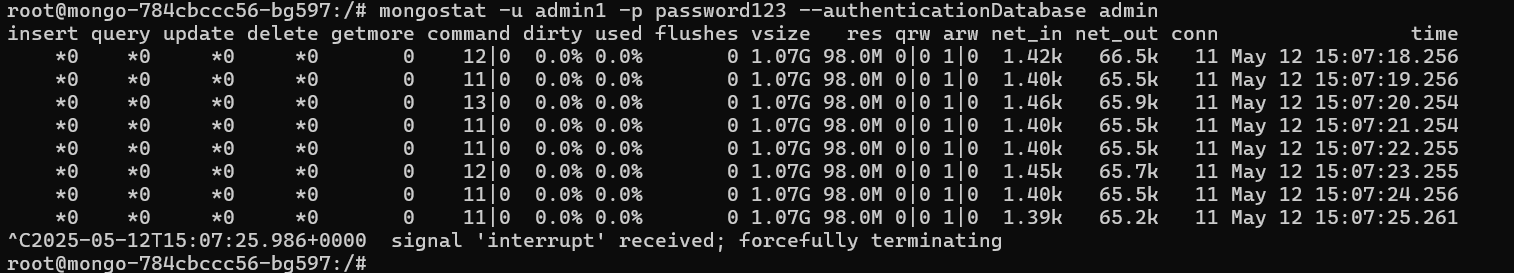 root@mongo-784cbccc56-bg597:/# mongostat -u admin1 -p password123 --authenticationDatabase admin
insert query update delete getmore command dirty used flushes vsize   res qrw arw net_in net_out conn                time
    *0    *0     *0     *0       0    12|0  0.0% 0.0%       0 1.07G 98.0M 0|0 1|0  1.42k   66.5k   11 May 12 15:07:18.256
    *0    *0     *0     *0       0    11|0  0.0% 0.0%       0 1.07G 98.0M 0|0 1|0  1.40k   65.5k   11 May 12 15:07:19.256
    *0    *0     *0     *0       0    13|0  0.0% 0.0%       0 1.07G 98.0M 0|0 1|0  1.46k   65.9k   11 May 12 15:07:20.254
    *0    *0     *0     *0       0    11|0  0.0% 0.0%       0 1.07G 98.0M 0|0 1|0  1.40k   65.5k   11 May 12 15:07:21.254
    *0    *0     *0     *0       0    11|0  0.0% 0.0%       0 1.07G 98.0M 0|0 1|0  1.40k   65.5k   11 May 12 15:07:22.255
    *0    *0     *0     *0       0    12|0  0.0% 0.0%       0 1.07G 98.0M 0|0 1|0  1.45k   65.7k   11 May 12 15:07:23.255
    *0    *0     *0     *0       0    11|0  0.0% 0.0%       0 1.07G 98.0M 0|0 1|0  1.40k   65.5k   11 May 12 15:07:24.256
    *0    *0     *0     *0       0    11|0  0.0% 0.0%       0 1.07G 98.0M 0|0 1|0  1.39k   65.2k   11 May 12 15:07:25.261
^C2025-05-12T15:07:25.986+0000  signal 'interrupt' received; forcefully terminating
root@mongo-784cbccc56-bg597:/#